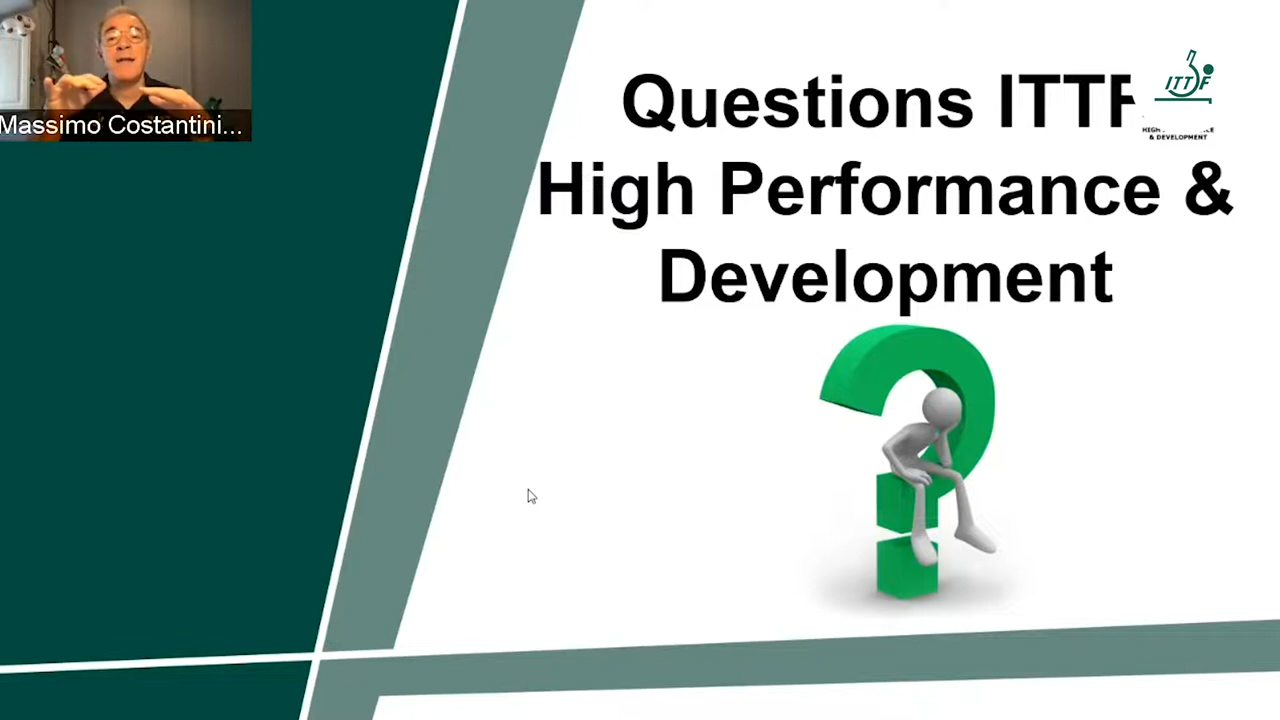 Massimo Costantini...
Questions ITTF
High Performance &
Development
ITTF
& DEVELOPMENT